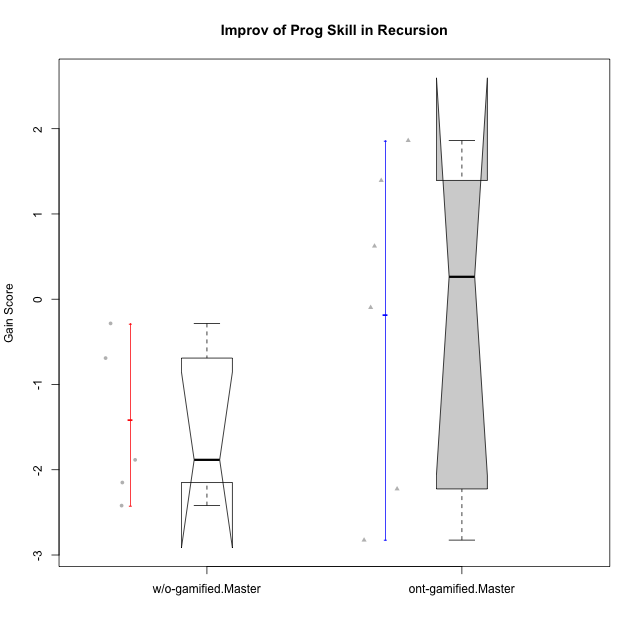 Improv of Prog Skill in Recursion
Gain Score
2
1
0
-1
-2
-3
w/o-gamified.Master
ont-gamified.Master